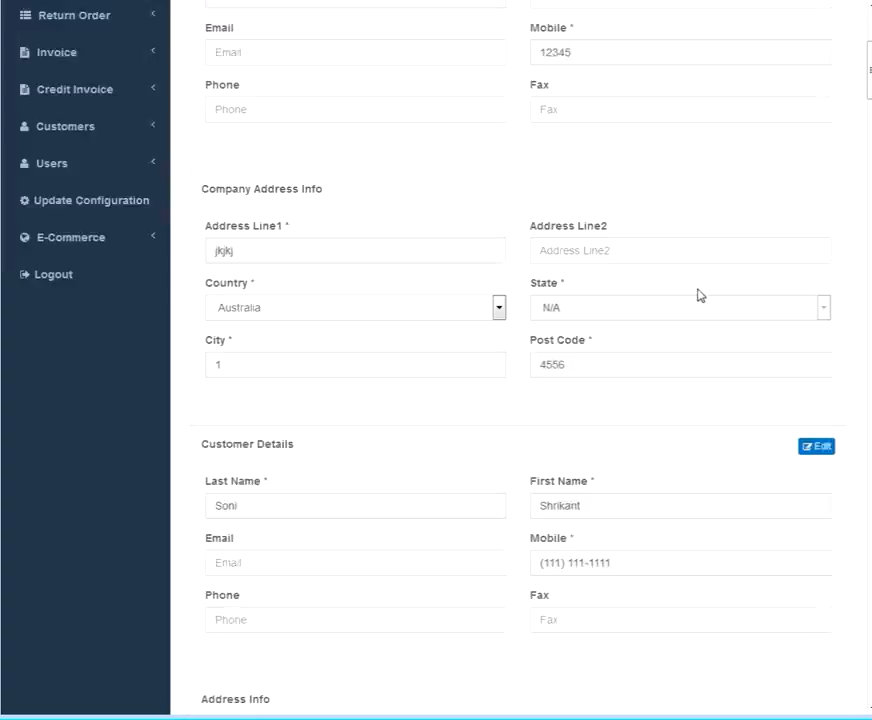 Return Order
Invoice
Credit Invoice
Customers
Users
Update Configuration
E-Commerce
Logout
Email
Mobile *
Email
12345
Phone
Fax
Phone
Fax
Company Address Info
Address Line1 *
Address Line2
jkjkj
Address Line2
Country *
State *
Australia
N/A
City *
Post Code *
1
4556
Customer Details
Edit
Last Name *
First Name *
Soni
Shrikant
Email
Mobile *
Email
(111) 111-1111
Phone
Fax
Phone
Fax
Address Info